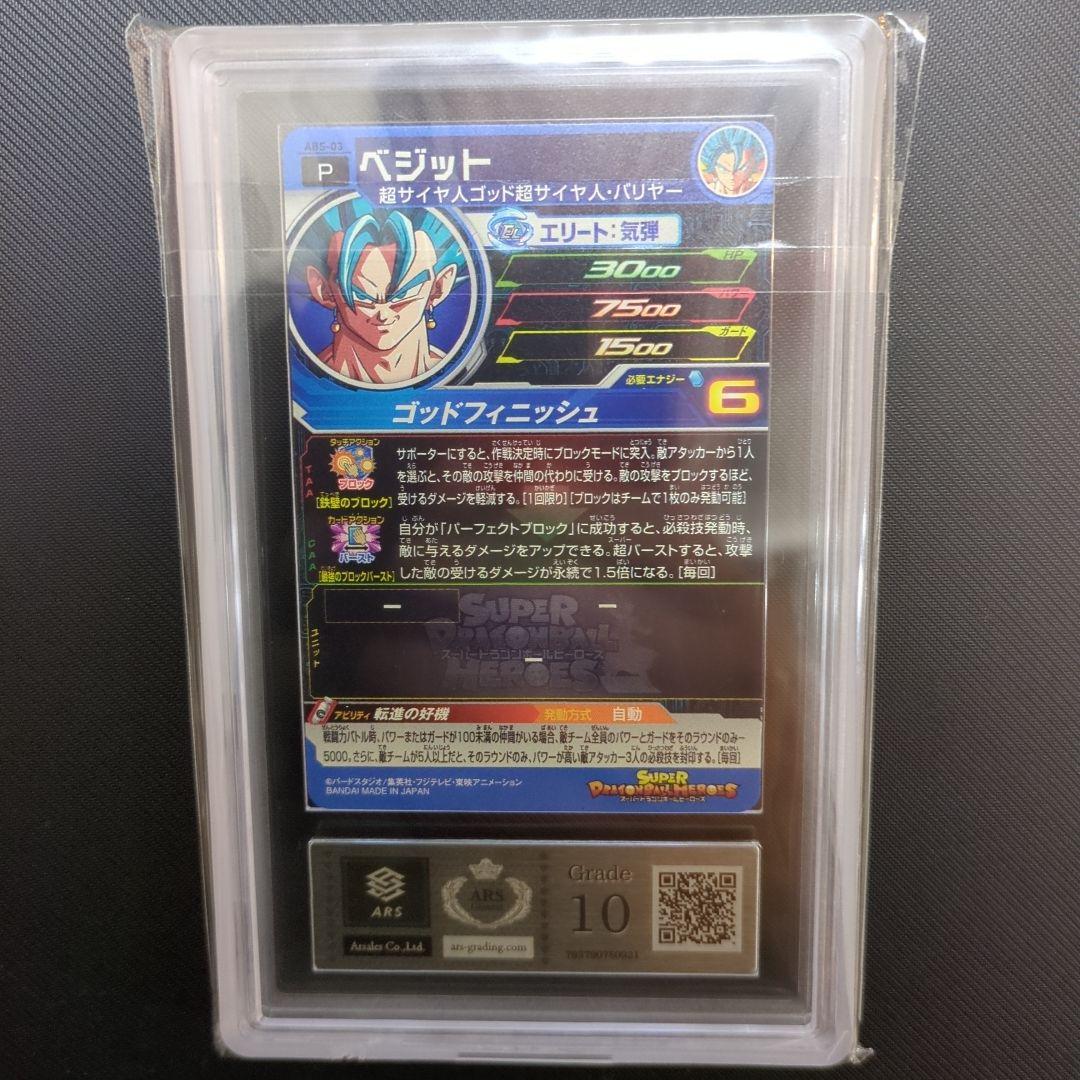 ABS-03
P
ベジット
超サイヤ人ゴッド超サイヤ人・バリヤー
エリート:気弾
HP
3000
パワー
7500
ガード
1500
必要エナジー
6
ゴッドフィニッシュ
TAA
タッチアクション
ブロック
[鉄壁のブロック]
サポーターにすると、作戦決定時にブロックモードに突入。敵アタッカーから1人
を選ぶと、その敵の攻撃を仲間の代わりに受ける。敵の攻撃をブロックするほど、
受けるダメージを軽減する。[1回限り][ブロックはチームで1枚のみ発動可能]
CAA
カードアクション
バースト
[最強のブロックバースト]
自分が「パーフェクトブロック」に成功すると、必殺技発動時、
敵に与えるダメージをアップできる。超バーストすると、攻撃
した敵の受けるダメージが永続で1.5倍になる。[毎回]
ユニット
ー
ー
ー
SUPER
DRAGONBALL
スーパードラゴンボールヒーローズ
HEROES
アビリティ 転進の好機 発動方式 自動
戦闘力バトル時、パワーまたはガードが100未満の仲間がいる場合、敵チーム全員のパワーとガードをそのラウンドのみー
5000。さらに、敵チームが5人以上だと、そのラウンドのみ、パワーが高い敵アタッカー3人の必殺技を封印する。[毎回]
©バードスタジオ/集英社・フジテレビ・東映アニメーション
BANDAI MADE IN JAPAN
SUPER
DRAGONBALL HEROES
スーパードラゴンボールヒーローズ
ARS
Arsales Co.,Ltd.
ARS
ars-grading.com
Grade
10